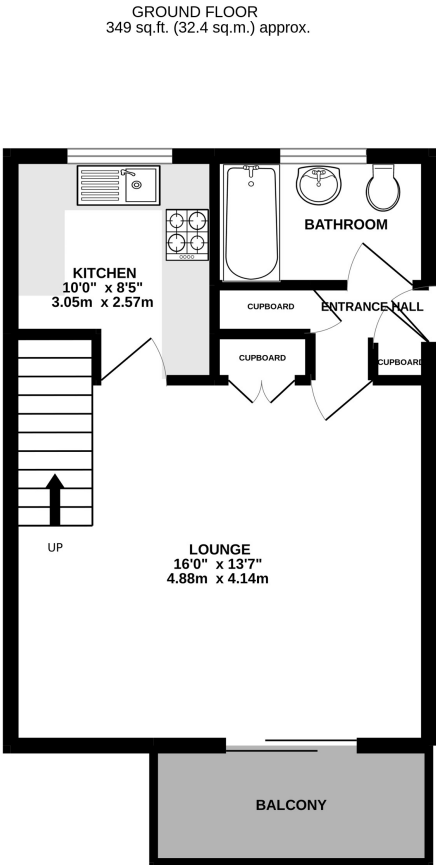 GROUND FLOOR
349 sq.ft. (32.4 sq.m.) approx.
BATHROOM
KITCHEN
10'0" x 8'5"
3.05m x 2.57m
CUPBOARD
ENTRANCE HALL
CUPBOARD
CUPBOARD
UP
LOUNGE
16'0" x 13'7"
4.88m x 4.14m
BALCONY